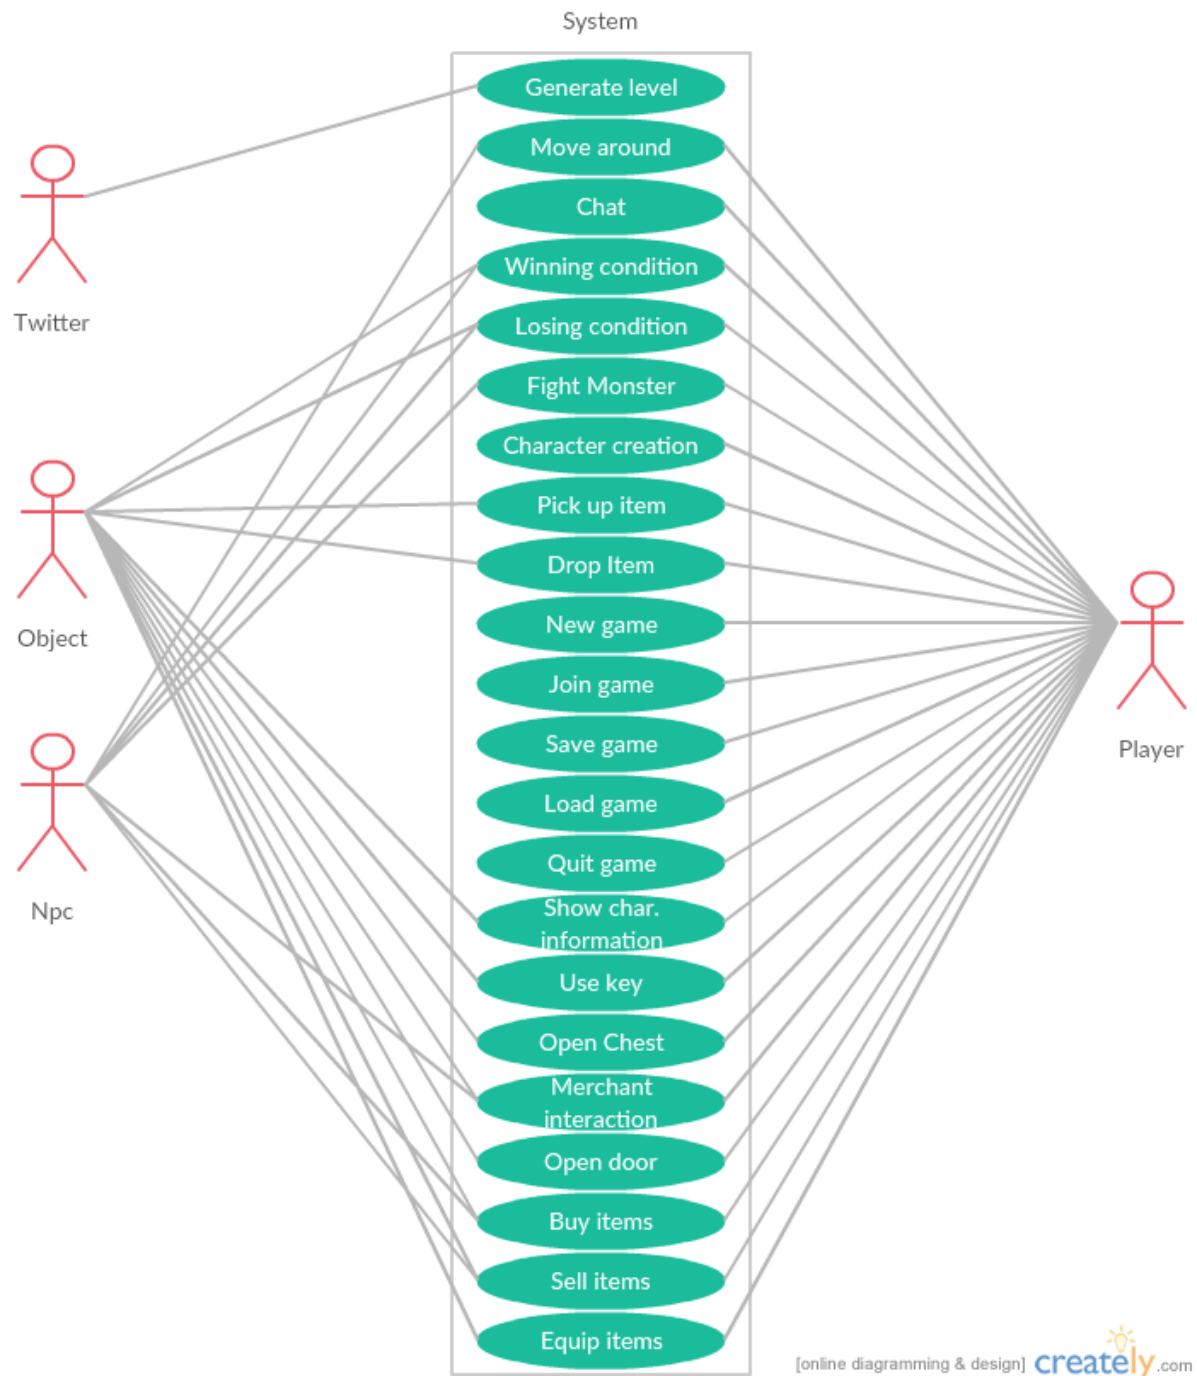 System
Generate level
Move around
Chat
Winning condition
Losing condition
Fight Monster
Character creation
Pick up item
Drop Item
New game
Join game
Save game
Load game
Quit game
Show char.
information
Use key
Open Chest
Merchant
interaction
Open door
Buy items
Sell items
Equip items
Twitter
Object
Npc
Player
[online diagramming & design] creately.com